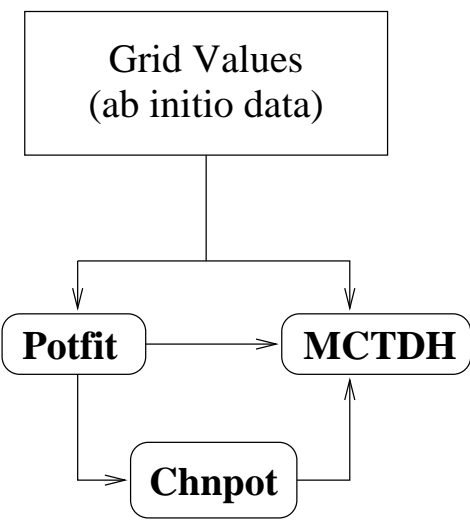 Grid Values
(ab initio data)
Potfit
MCTDH
Chnpot